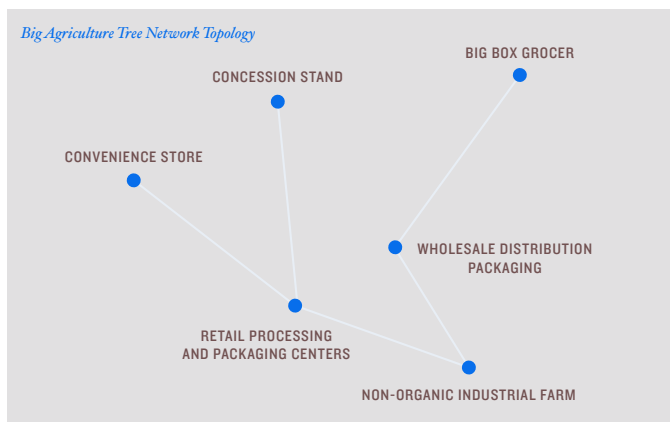 Big Agriculture Tree Network Topology
BIG BOX GROCER
CONCESSION STAND
CONVENIENCE STORE
WHOLESALE DISTRIBUTION
PACKAGING
RETAIL PROCESSING
AND PACKAGING CENTERS
NON-ORGANIC INDUSTRIAL FARM